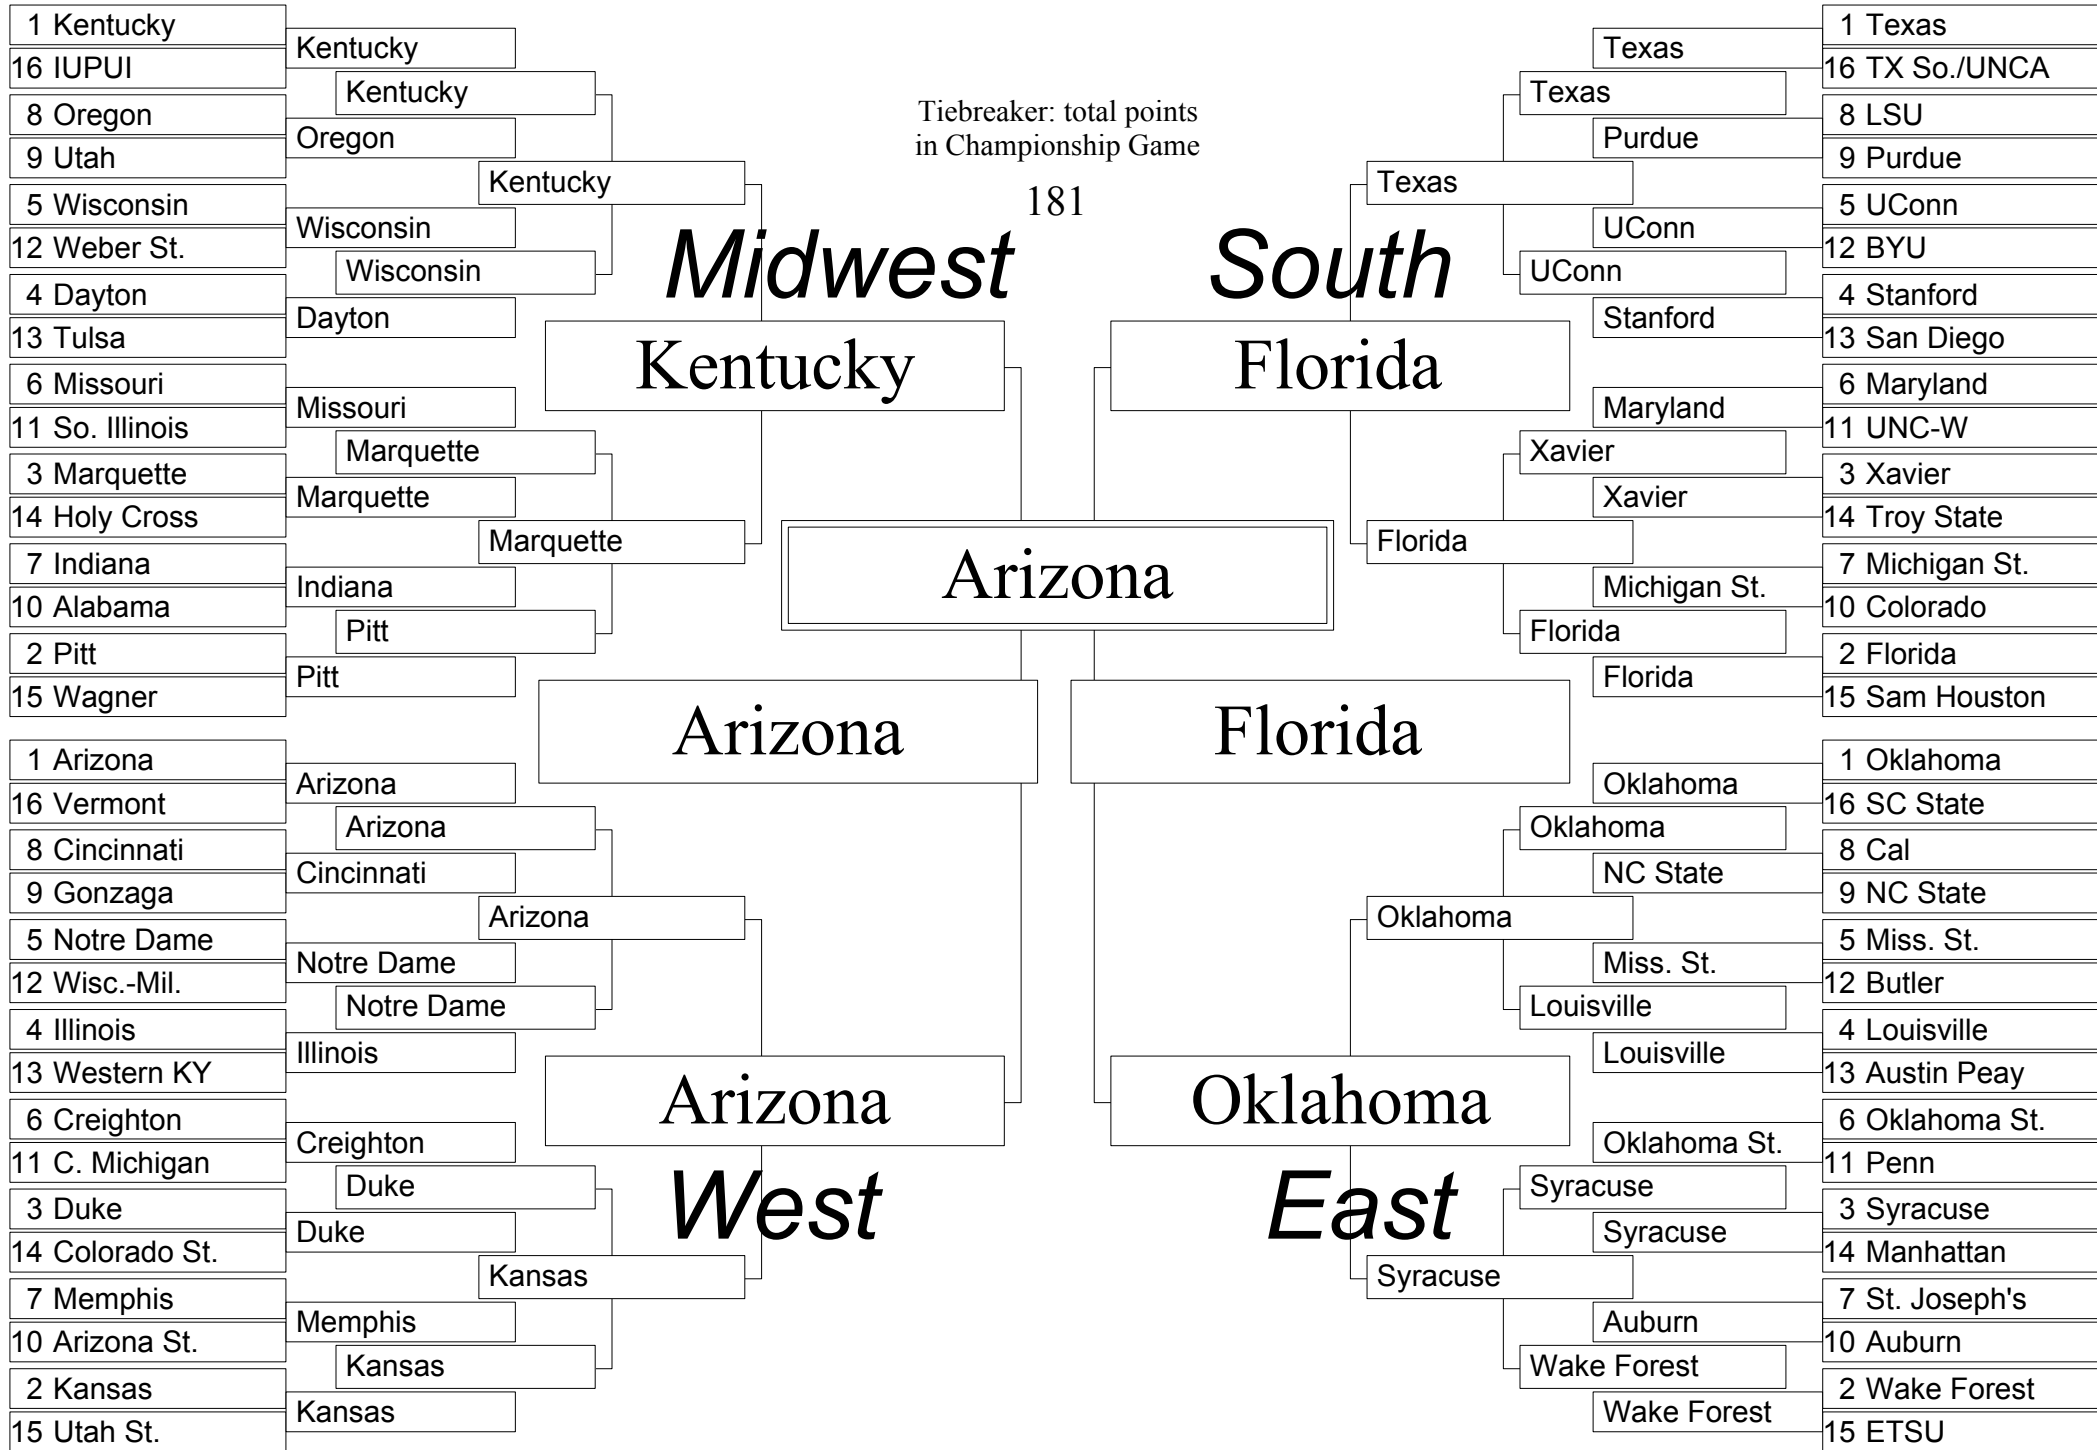 1 Kentucky
16 IUPUI
8 Oregon
9 Utah
5 Wisconsin
12 Weber St.
4 Dayton
13 Tulsa
6 Missouri
11 So. Illinois
3 Marquette
14 Holy Cross
7 Indiana
10 Alabama
2 Pitt
15 Wagner
Kentucky
Oregon
Wisconsin
Dayton
Missouri
Marquette
Indiana
Pitt
Kentucky
Wisconsin
Marquette
Pitt
Kentucky
Marquette
Midwest
Kentucky
1 Arizona
16 Vermont
8 Cincinnati
9 Gonzaga
5 Notre Dame
12 Wisc.-Mil.
4 Illinois
13 Western KY
6 Creighton
11 C. Michigan
3 Duke
14 Colorado St.
7 Memphis
10 Arizona St.
2 Kansas
15 Utah St.
Arizona
Cincinnati
Notre Dame
Illinois
Creighton
Duke
Memphis
Kansas
Arizona
Notre Dame
Duke
Kansas
Arizona
Kansas
Arizona
West
Tiebreaker: total points
in Championship Game
181
Arizona
Arizona
Florida
South
Florida
Texas
Florida
Texas
UConn
Xavier
Florida
Texas
Purdue
UConn
Stanford
Maryland
Xavier
Michigan St.
Florida
1 Texas
16 TX So./UNCA
8 LSU
9 Purdue
5 UConn
12 BYU
4 Stanford
13 San Diego
6 Maryland
11 UNC-W
3 Xavier
14 Troy State
7 Michigan St.
10 Colorado
2 Florida
15 Sam Houston
Oklahoma
East
Oklahoma
Syracuse
Oklahoma
Louisville
Syracuse
Wake Forest
Oklahoma
NC State
Miss. St.
Louisville
Oklahoma St.
Syracuse
Auburn
Wake Forest
1 Oklahoma
16 SC State
8 Cal
9 NC State
5 Miss. St.
12 Butler
4 Louisville
13 Austin Peay
6 Oklahoma St.
11 Penn
3 Syracuse
14 Manhattan
7 St. Joseph's
10 Auburn
2 Wake Forest
15 ETSU